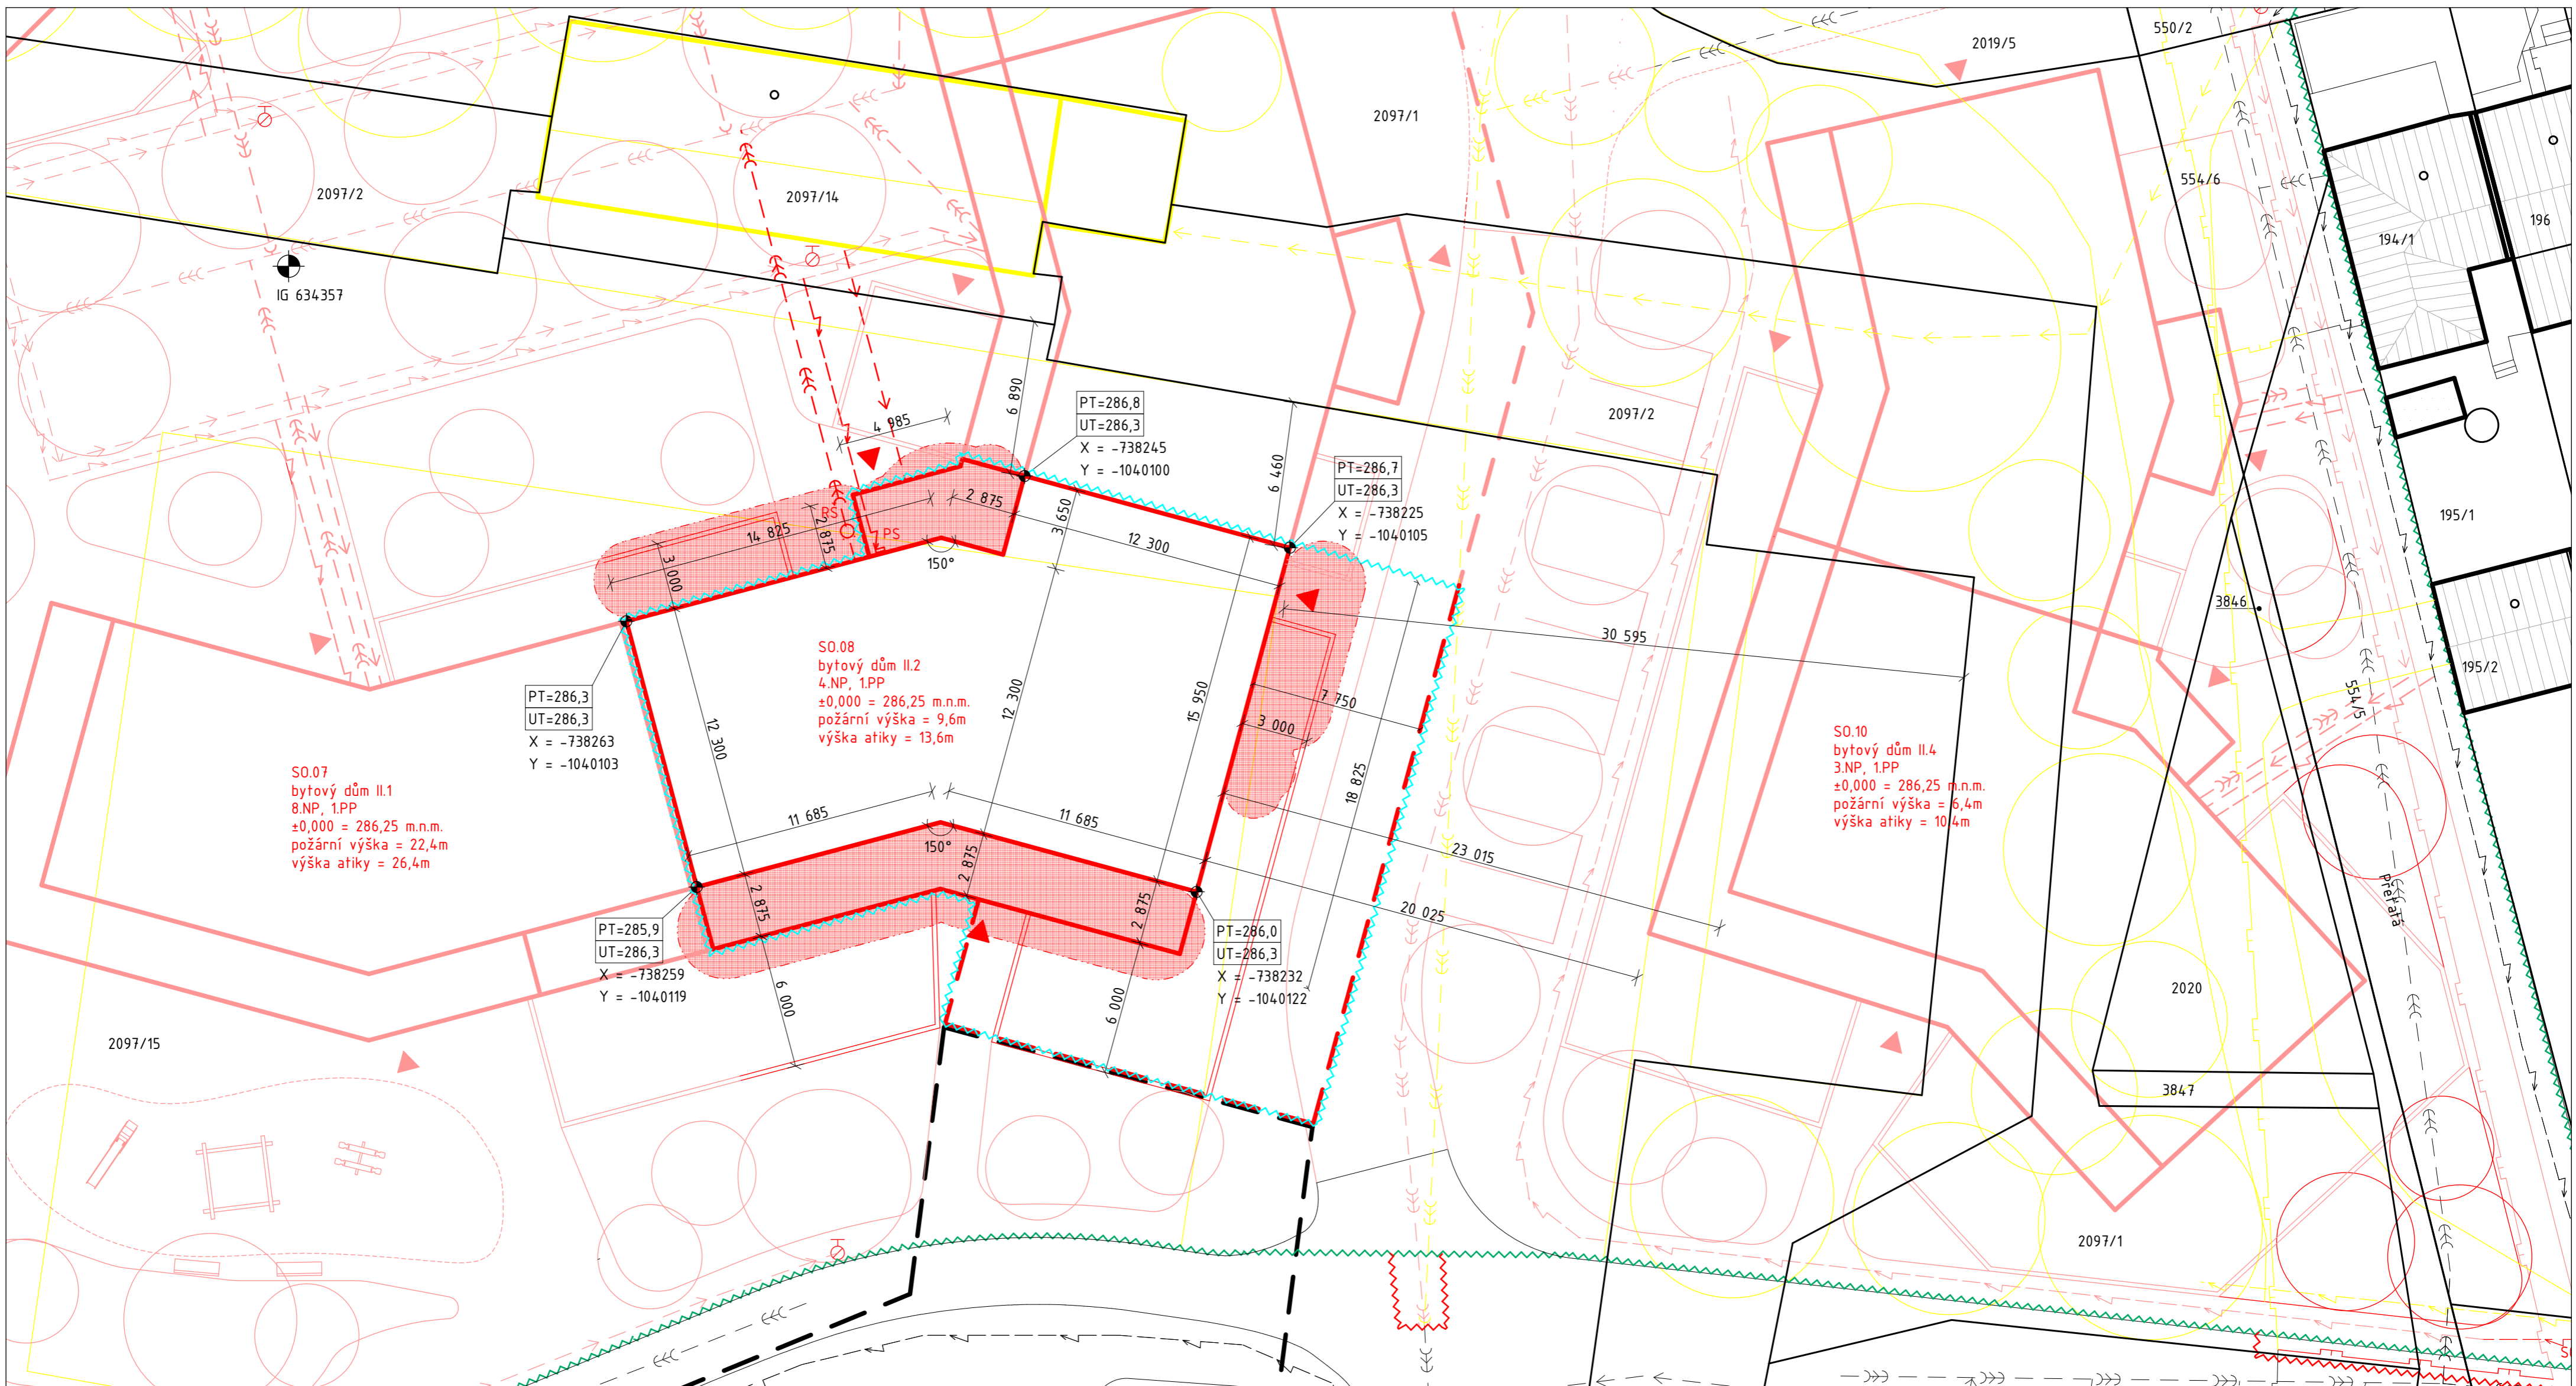 550/2
2019/5
2097/1
554/6
2097/2
2097/14
196
194/1
IG 634357
6 890
PT=286,8
UT=286,3
X = -738245
Y = -1040100
4 985
2097/2
6 460
PT=286,7
UT=286,3
X = -738225
Y = -1040105
2 875
3 650
RS
PS
14 825
2 875
12 300
195/1
150°
3 000
3846
30 595
SO.08
bytový dům II.2
4.NP, 1.PP
±0,000 = 286,25 m.n.m.
požární výška = 9,6m
výška atiky = 13,6m
195/2
12 300
15 950
7 750
3 000
554/5
PT=286,3
UT=286,3
X = -738263
Y = -1040103
12 300
SO.10
bytový dům II.4
3.NP, 1.PP
±0,000 = 286,25 m.n.m.
požární výška = 6,4m
výška atiky = 10,4m
SO.07
bytový dům II.1
8.NP, 1.PP
±0,000 = 286,25 m.n.m.
požární výška = 22,4m
výška atiky = 26,4m
18 825
11 685
11 685
150°
2 875
23 015
Přeťatá
2 875
2 875
20 025
PT=285,9
UT=286,3
X = -738259
Y = -1040119
PT=286,0
UT=286,3
X = -738232
Y = -1040122
6 000
6 000
2020
2097/15
3847
2097/1